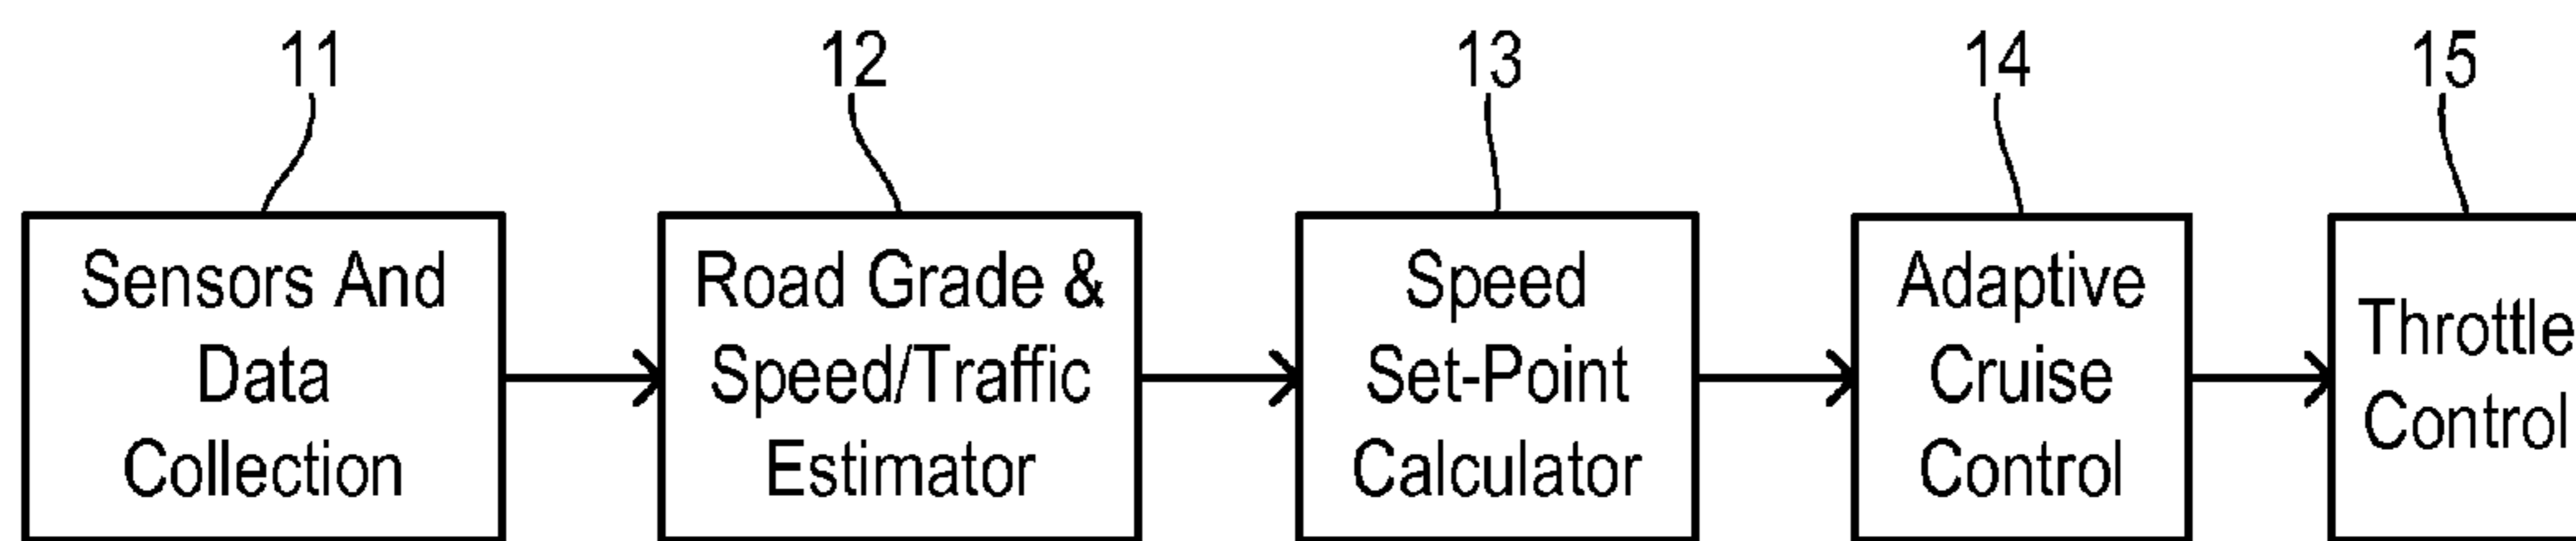 11
12
13
14
15
Sensors And
Data
Collection
Road Grade &
Speed/Traffic
Estimator
Speed
Set-Point
Calculator
Adaptive
Cruise
Control
Throttle
Control